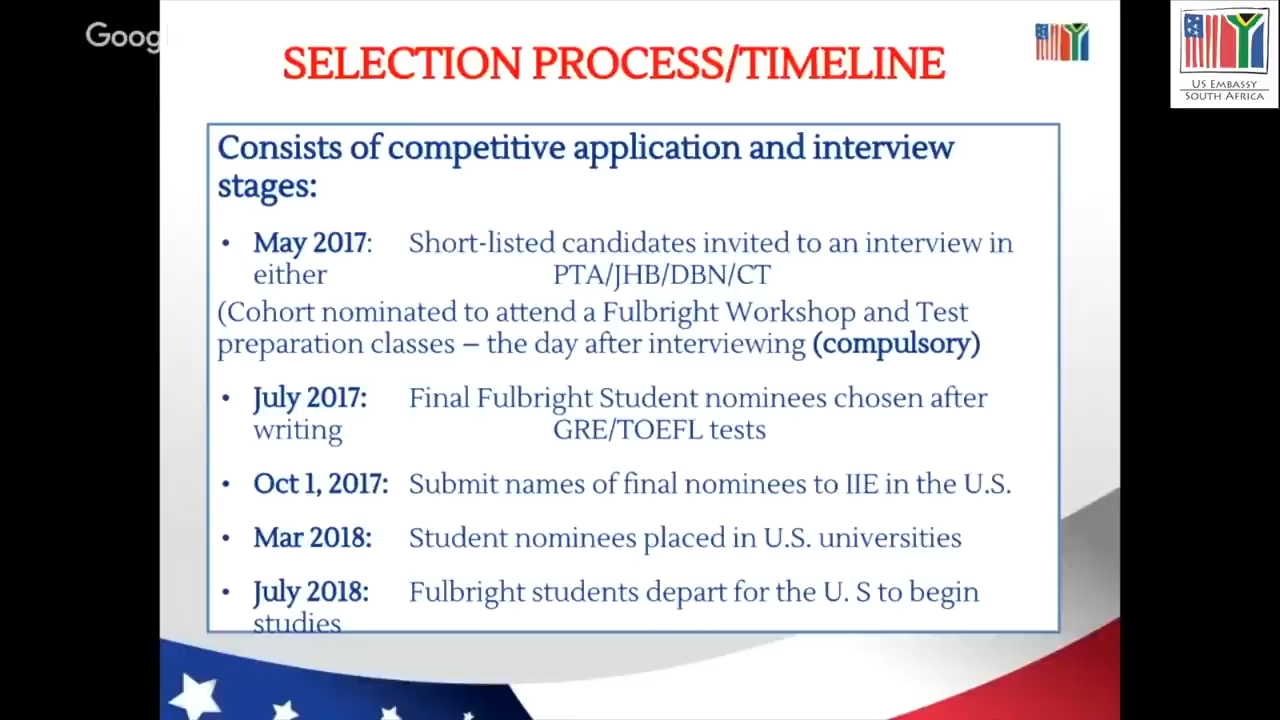 Goog
SELECTION PROCESS/TIMELINE
US EMBASSY
SOUTH AFRICA
Consists of competitive application and interview
stages:
• May 2017: Short-listed candidates invited to an interview in
either PTA/JHB/DBN/CT
(Cohort nominated to attend a Fulbright Workshop and Test
preparation classes – the day after interviewing (compulsory)
• July 2017: Final Fulbright Student nominees chosen after
writing GRE/TOEFL tests
• Oct 1, 2017: Submit names of final nominees to IIE in the U.S.
• Mar 2018: Student nominees placed in U.S. universities
• July 2018: Fulbright students depart for the U. S to begin
studies